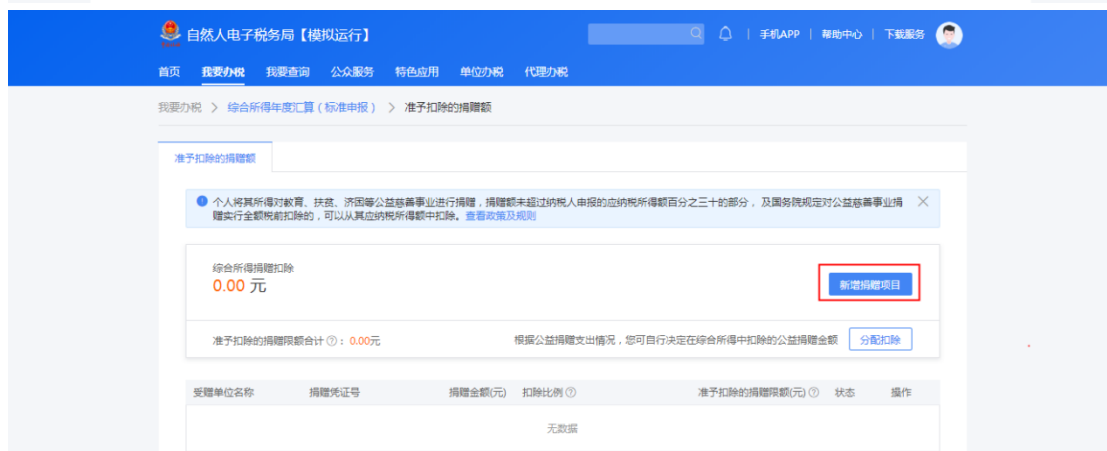 自然人电子税务局【模拟运行】
手机APP | 帮助中心 | 下载服务
首页 我要办税 我要查询 公众服务 特色应用 单位办税 代理办税
我要办税 > 综合所得年度汇算（标准申报） > 准予扣除的捐赠额
准予扣除的捐赠额
个人将其所得对教育、扶贫、济困等公益慈善事业进行捐赠，捐赠额未超过纳税人申报的应纳税所得额百分之三十的部分，及国务院规定对公益慈善事业捐
赠实行全额税前扣除的，可以从其应纳税所得额中扣除。查看政策及规则
综合所得捐赠扣除
0.00 元
新增捐赠项目
准予扣除的捐赠限额合计 ?：0.00元 根据公益捐赠支出情况，您可自行决定在综合所得中扣除的公益捐赠金额 分配扣除
受赠单位名称 捐赠凭证号 捐赠金额(元) 扣除比例 ? 准予扣除的捐赠限额(元) ? 状态 操作
无数据